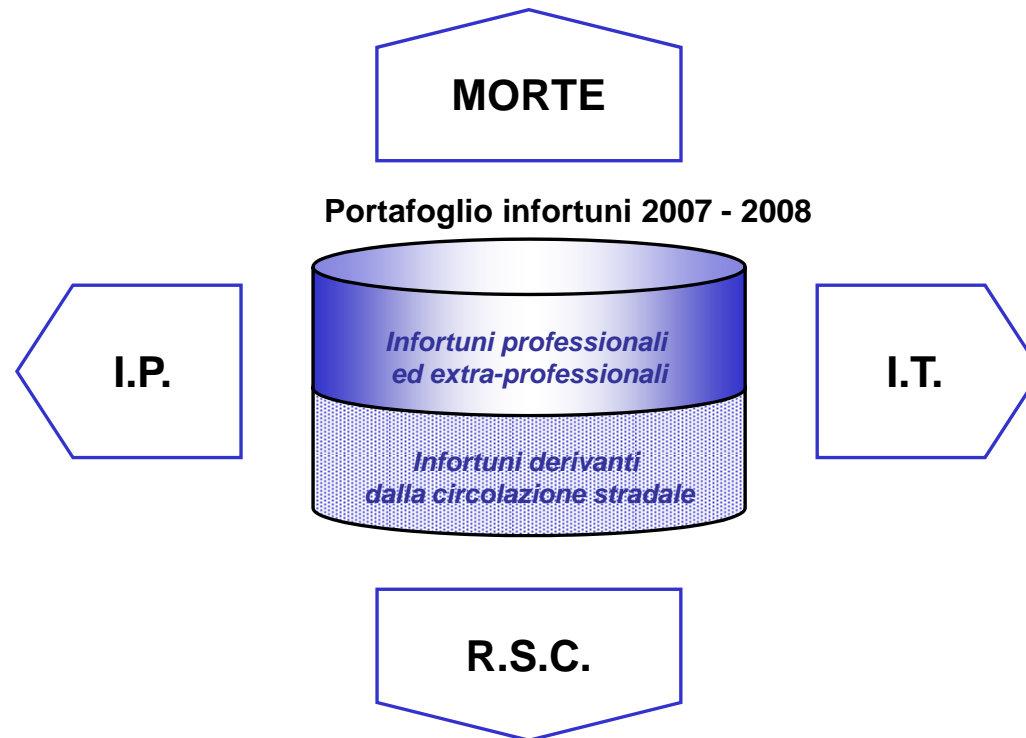 MORTE
Portafoglio infortuni 2007 - 2008
Infortuni professionali
ed extra-professionali
I.P.
I.T.
Infortuni derivanti
dalla circolazione stradale
R.S.C.